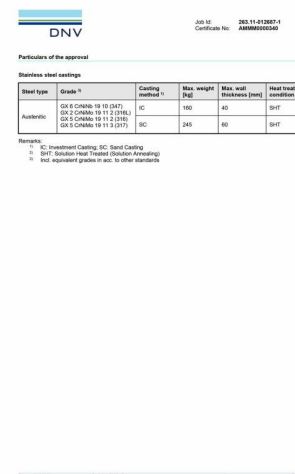 DNV
Job Id: 263.11-012687-1
Certificate No: AMMM0000340
Particulars of the approval
Stainless steel castings
Steel type Grade 3) Casting method 1) Max. weight [kg] Max. wall thickness [mm] Heat treat condition
Austenitic
GX 6 CrNiNb 19 10 (347)
GX 2 CrNiMo 19 11 2 (316L)
GX 5 CrNiMo 19 11 2 (316)
GX 5 CrNiMo 19 11 3 (317)
IC 160 40 SHT
SC 245 60 SHT
Remarks:
1) IC: Investment Casting; SC: Sand Casting
2) SHT: Solution Heat Treated (Solution Annealing)
3) Incl. equivalent grades in acc. to other standards